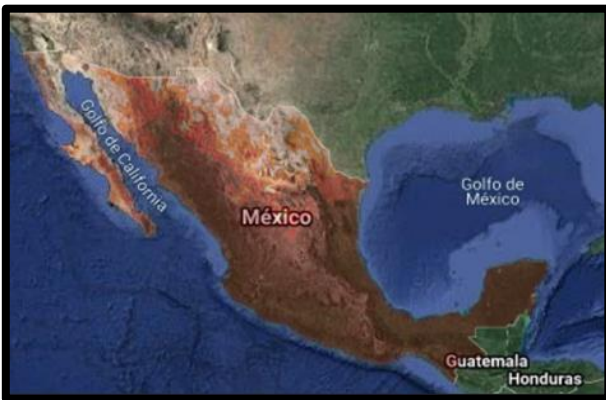 Golfo de California
Golfo de
México
México
Guatemala
Honduras